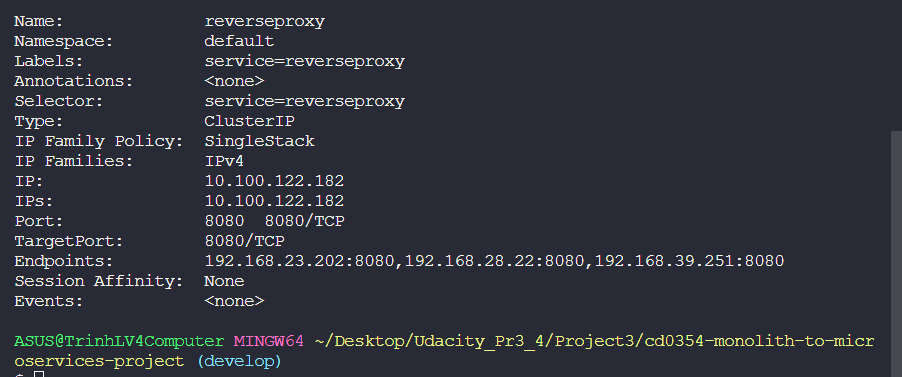 Name:              reverseproxy
Namespace:         default
Labels:            service=reverseproxy
Annotations:       <none>
Selector:          service=reverseproxy
Type:              ClusterIP
IP Family Policy:  SingleStack
IP Families:       IPv4
IP:                10.100.122.182
IPs:               10.100.122.182
Port:              8080  8080/TCP
TargetPort:        8080/TCP
Endpoints:         192.168.23.202:8080,192.168.28.22:8080,192.168.39.251:8080
Session Affinity:  None
Events:            <none>
ASUS@TrinhLV4Computer MINGW64 ~/Desktop/Udacity_Pr3_4/Project3/cd0354-monolith-to-micr
oservices-project (develop)
$